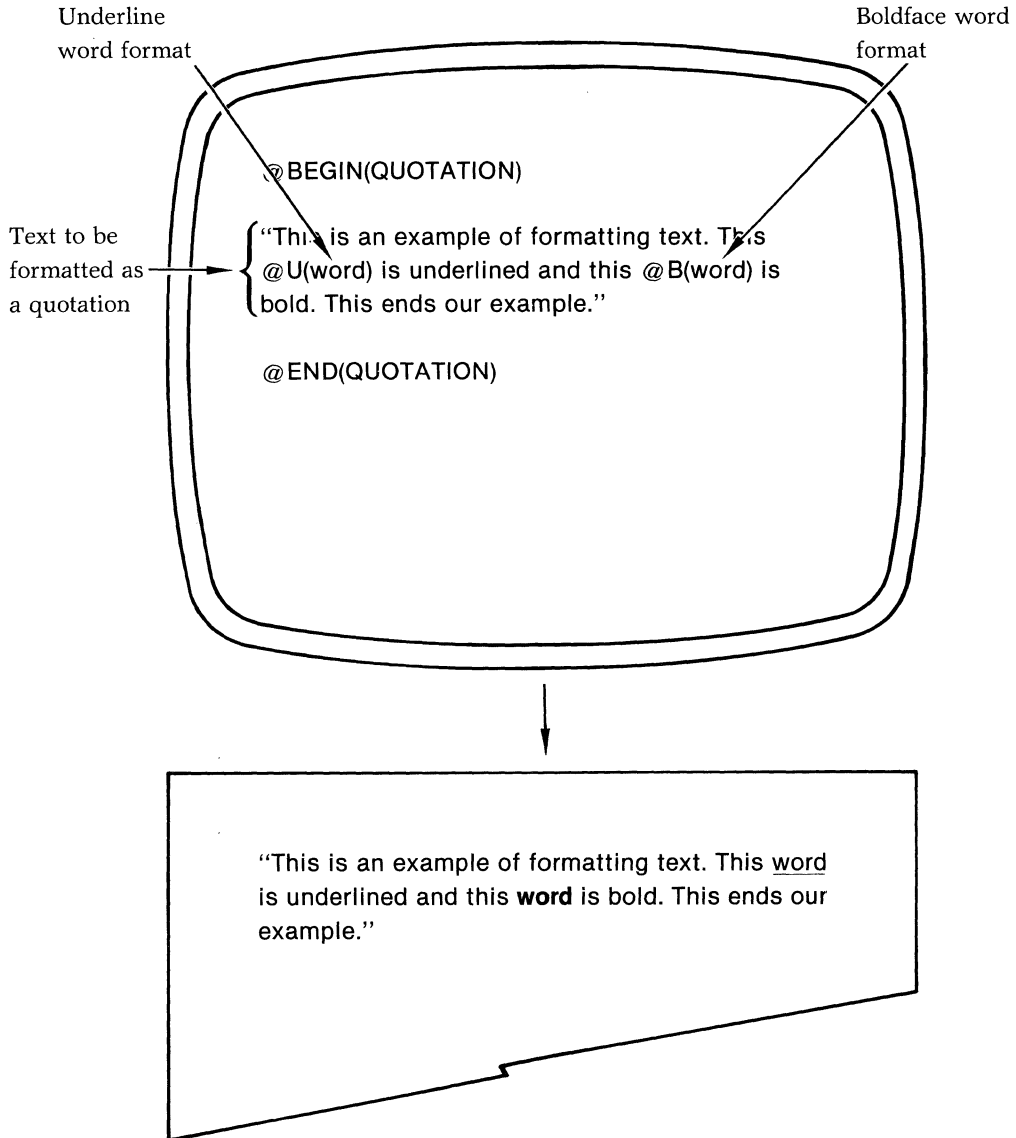 Underline
word format
Boldface word
format
@BEGIN(QUOTATION)
Text to be
formatted as
a quotation
“This is an example of formatting text. This
@U(word) is underlined and this @B(word) is
bold. This ends our example.”
@END(QUOTATION)
“This is an example of formatting text. This word
is underlined and this word is bold. This ends our
example.”